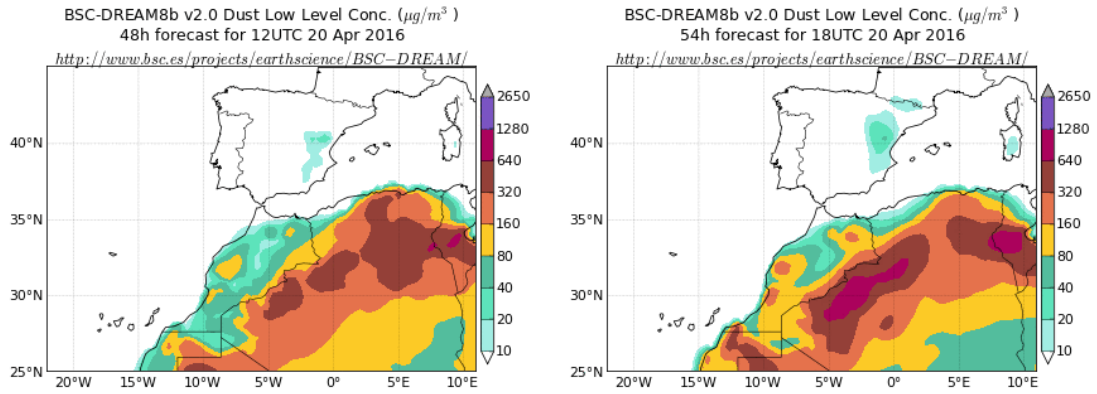 BSC-DREAM8b v2.0 Dust Low Level Conc. (μg/m³ )
48h forecast for 12UTC 20 Apr 2016
http://www.bsc.es/projects/earthscience/BSC−DREAM/
40°N
35°N
30°N
25°N
20°W
15°W
10°W
5°W
0°
5°E
10°E
2650
1280
640
320
160
80
40
20
10
BSC-DREAM8b v2.0 Dust Low Level Conc. (μg/m³ )
54h forecast for 18UTC 20 Apr 2016
http://www.bsc.es/projects/earthscience/BSC−DREAM/
40°N
35°N
30°N
25°N
20°W
15°W
10°W
5°W
0°
5°E
10°E
2650
1280
640
320
160
80
40
20
10